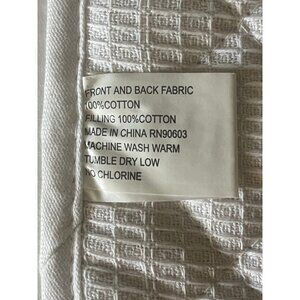 FRONT AND BACK FABRIC
100%COTTON
FILLING 100%COTTON
MADE IN CHINA RN90603
MACHINE WASH WARM
TUMBLE DRY LOW
NO CHLORINE